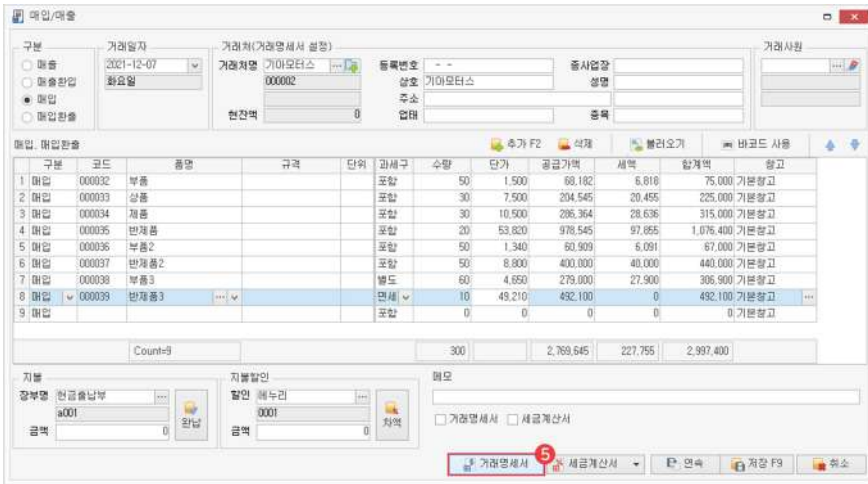 매입/매출
구분 거래일자 거래처(거래명세서 설정) 거래사원
매출 2021-12-07 거래처명 기아모터스 등록번호 - - 종사업장
매출환입 화요일 000002 상호 기아모터스 성명
매입 주소
매입환출 현잔액 0 업태 종목
매입, 매입환출 추가 F2 삭제 불러오기 바코드 사용
구분 코드 품명 규격 단위 과세구 수량 단가 공급가액 세액 합계액 창고
1 매입 000032 부품 포함 50 1,500 68,182 6,818 75,000 기본창고
2 매입 000033 상품 포함 30 7,500 204,545 20,455 225,000 기본창고
3 매입 000034 제품 포함 30 10,500 286,364 28,636 315,000 기본창고
4 매입 000035 반제품 포함 20 53,820 978,545 97,855 1,076,400 기본창고
5 매입 000036 부품2 포함 50 1,340 60,909 6,091 67,000 기본창고
6 매입 000037 반제품2 포함 50 8,800 400,000 40,000 440,000 기본창고
7 매입 000038 부품3 별도 60 4,650 279,000 27,900 306,900 기본창고
8 매입 000039 반제품3 면세 10 49,210 492,100 0 492,100 기본창고
9 매입 포함 0 0 0 0 0 기본창고
Count=9 300 2,769,645 227,755 2,997,400
지불 지불할인 메모
장부명 현금출납부 할인 에누리
a001 완납 0001 차액 거래명세서 세금계산서
금액 0 금액 0
5
거래명세서 세금계산서 연속 저장 F9 취소